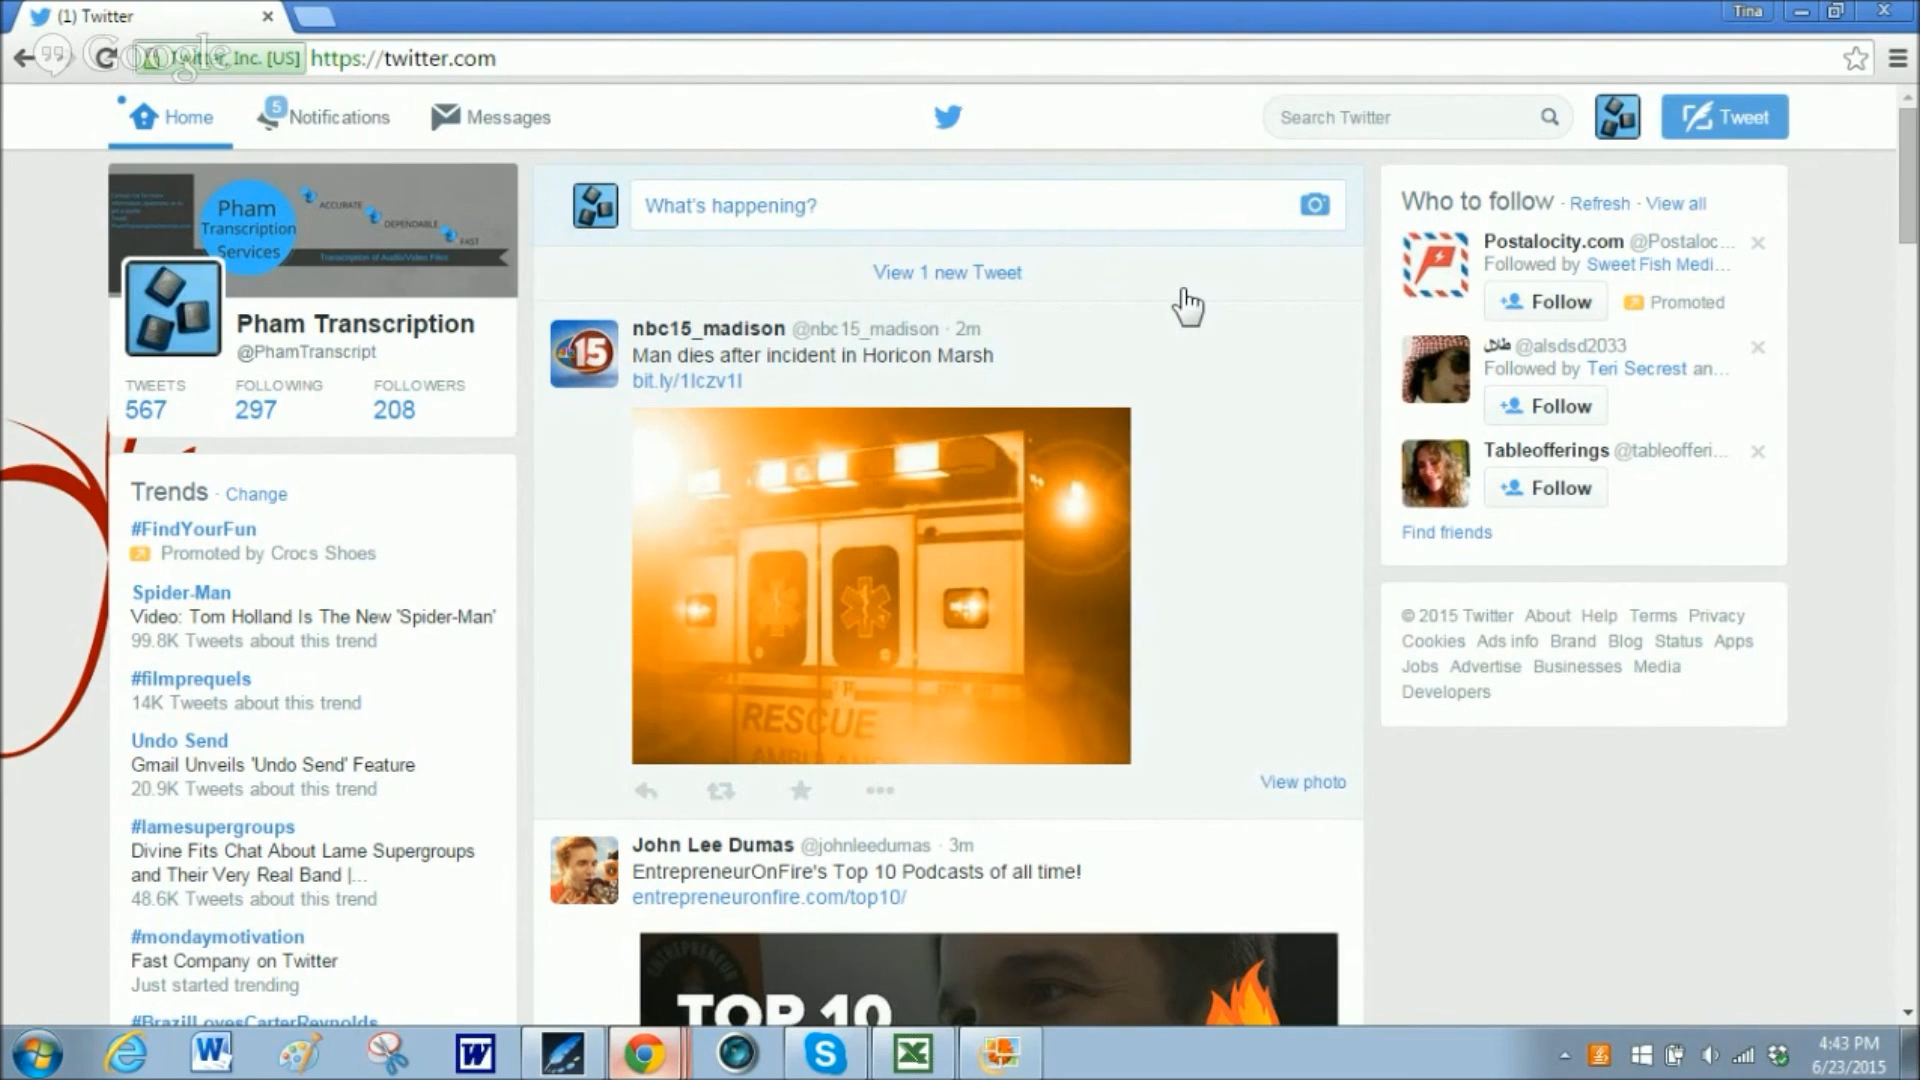 (1) Twitter
Tina
Google
Twitter, Inc. [US] https://twitter.com
Home
5
Notifications
Messages
Search Twitter
Tweet
Pham
Transcription
Services
ACCURATE
DEPENDABLE
FAST
Transcription of Audio/Video Files
Pham Transcription
@PhamTranscript
TWEETS FOLLOWING FOLLOWERS
567 297 208
Trends · Change
#FindYourFun
Promoted by Crocs Shoes
Spider-Man
Video: Tom Holland Is The New 'Spider-Man'
99.8K Tweets about this trend
#filmprequels
14K Tweets about this trend
Undo Send
Gmail Unveils 'Undo Send' Feature
20.9K Tweets about this trend
#lamesupergroups
Divine Fits Chat About Lame Supergroups
and Their Very Real Band |...
48.6K Tweets about this trend
#mondaymotivation
Fast Company on Twitter
Just started trending
#BrazilLovesCarterReynolds
What's happening?
View 1 new Tweet
15
nbc15_madison @nbc15_madison · 2m
Man dies after incident in Horicon Marsh
bit.ly/1Iczv1I
RESCUE
View photo
John Lee Dumas @johnleedumas · 3m
EntrepreneurOnFire's Top 10 Podcasts of all time!
entrepreneuronfire.com/top10/
ENTREPRENEUR
TOP 10
Who to follow · Refresh · View all
Postalocity.com @Postaloc...
Followed by Sweet Fish Medi...
Follow
Promoted
طلال @alsdsd2033
Followed by Teri Secrest an...
Follow
Tableofferings @tableofferi...
Follow
Find friends
© 2015 Twitter About Help Terms Privacy
Cookies Ads info Brand Blog Status Apps
Jobs Advertise Businesses Media
Developers
4:43 PM
6/23/2015